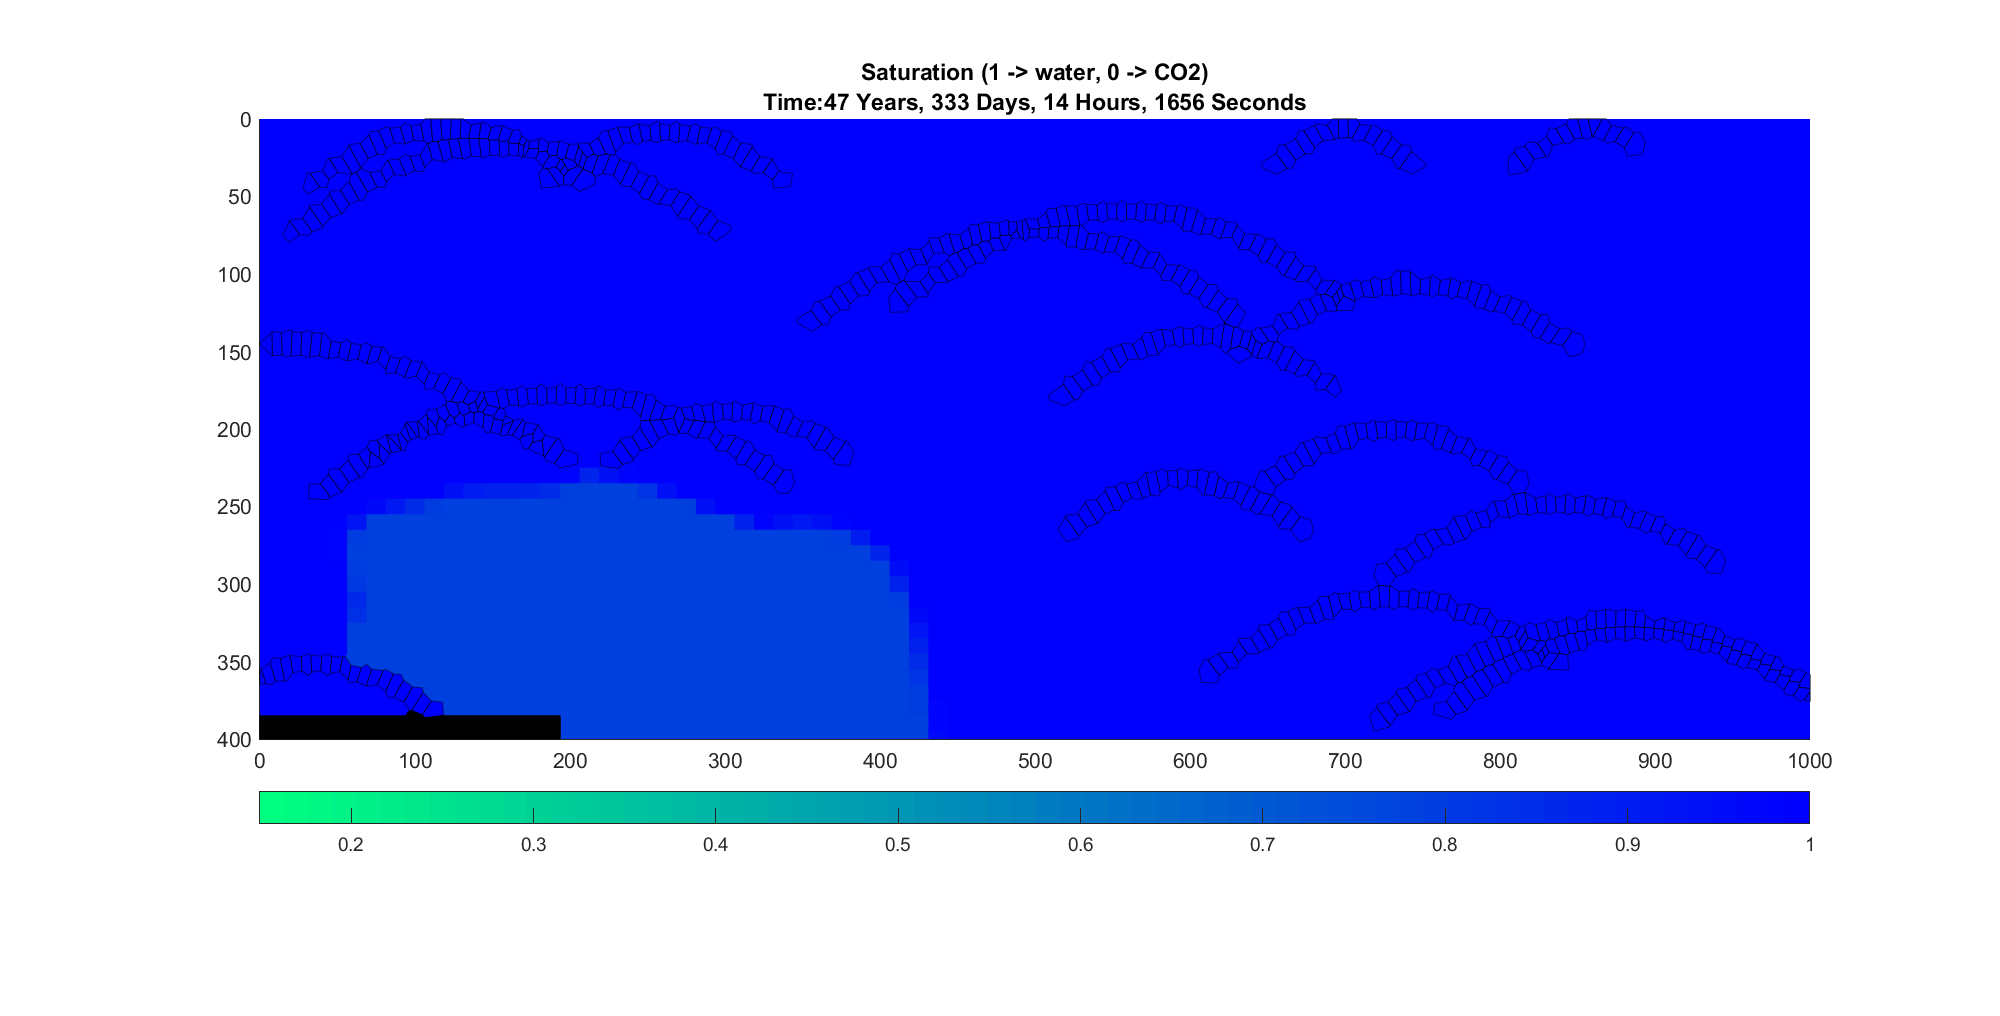 Saturation (1 -> water, 0 -> CO2)
Time:47 Years, 333 Days, 14 Hours, 1656 Seconds
0
50
100
150
200
250
300
350
400
0 100 200 300 400 500 600 700 800 900 1000
0.2 0.3 0.4 0.5 0.6 0.7 0.8 0.9 1